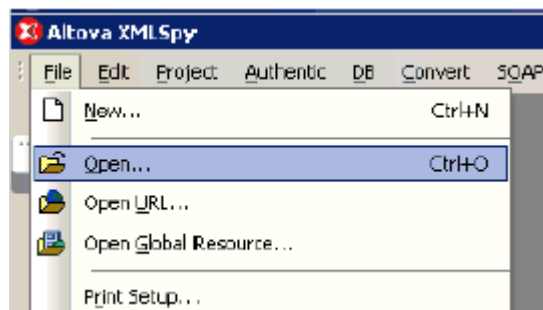 Altova XMLSpy
File Edit Project Authentic DB Convert SOAP
New... Ctrl+N
Open... Ctrl+O
Open URL...
Open Global Resource...
Print Setup...